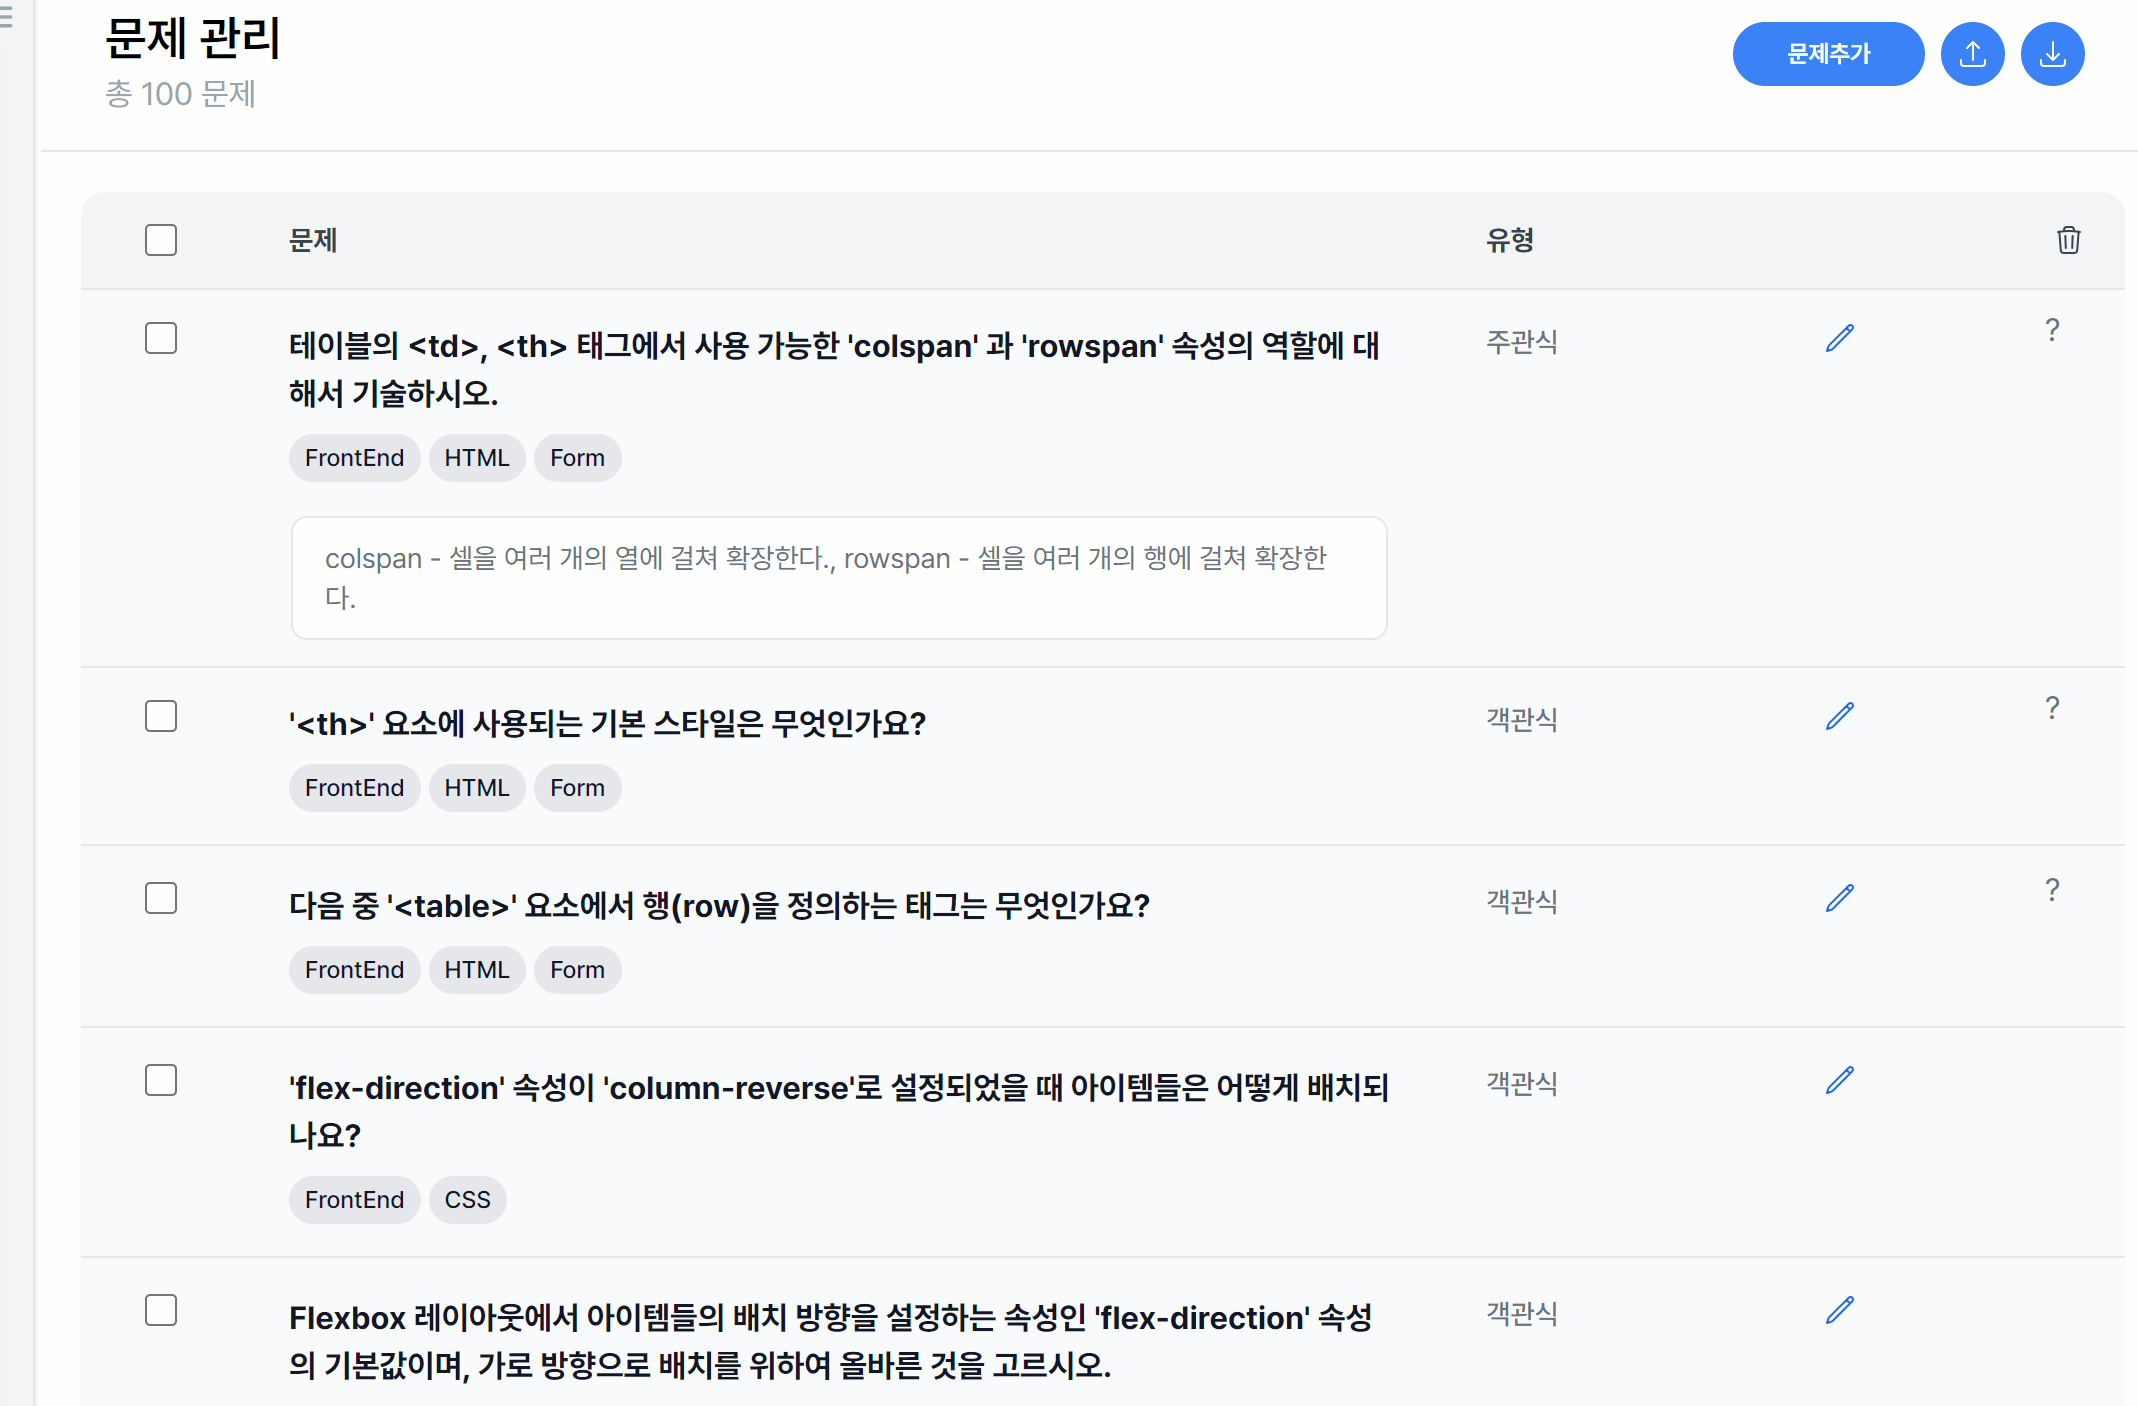 문제 관리
총 100 문제
문제추가
문제
유형
테이블의 <td>, <th> 태그에서 사용 가능한 'colspan' 과 'rowspan' 속성의 역할에 대
해서 기술하시오.
주관식
?
FrontEnd HTML Form
colspan - 셀을 여러 개의 열에 걸쳐 확장한다., rowspan - 셀을 여러 개의 행에 걸쳐 확장한
다.
'<th>' 요소에 사용되는 기본 스타일은 무엇인가요?
객관식
?
FrontEnd HTML Form
다음 중 '<table>' 요소에서 행(row)을 정의하는 태그는 무엇인가요?
객관식
?
FrontEnd HTML Form
'flex-direction' 속성이 'column-reverse'로 설정되었을 때 아이템들은 어떻게 배치되
나요?
객관식
FrontEnd CSS
Flexbox 레이아웃에서 아이템들의 배치 방향을 설정하는 속성인 'flex-direction' 속성
의 기본값이며, 가로 방향으로 배치를 위하여 올바른 것을 고르시오.
객관식